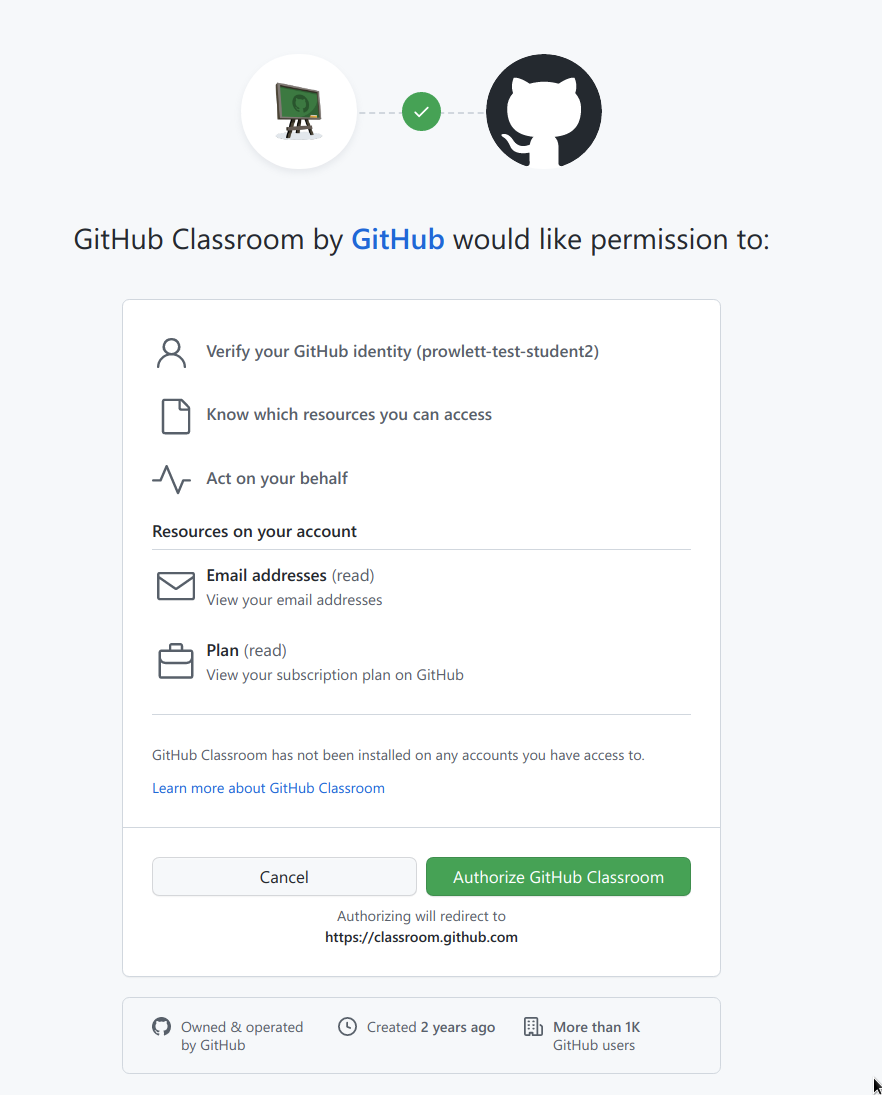 GitHub Classroom by GitHub would like permission to:
Verify your GitHub identity (prowlett-test-student2)
Know which resources you can access
Act on your behalf
Resources on your account
Email addresses (read)
View your email addresses
Plan (read)
View your subscription plan on GitHub
GitHub Classroom has not been installed on any accounts you have access to.
Learn more about GitHub Classroom
Cancel
Authorize GitHub Classroom
Authorizing will redirect to
https://classroom.github.com
Owned & operated
by GitHub
Created 2 years ago
More than 1K
GitHub users